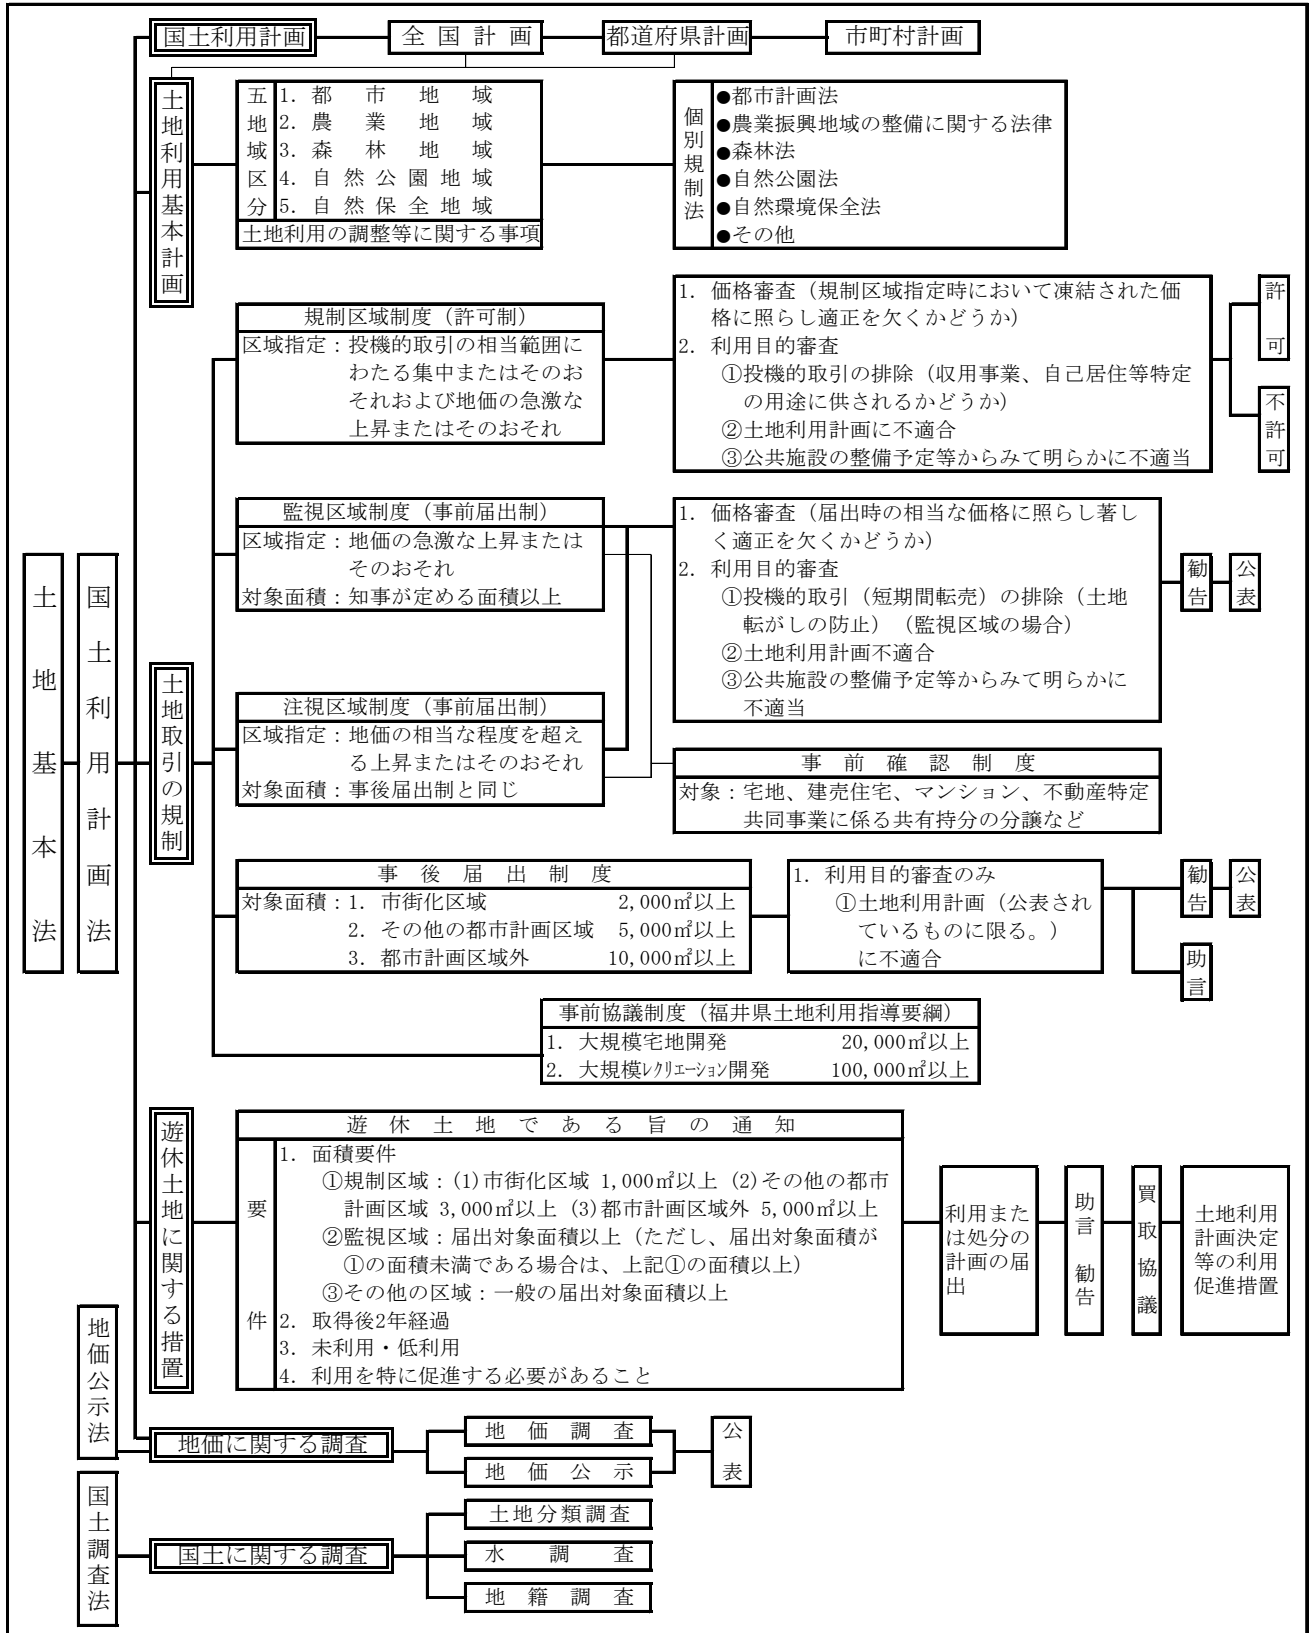 国土利用計画
全国計画
都道府県計画
市町村計画
土地利用基本計画
五地域区分
1. 都市地域
2. 農業地域
3. 森林地域
4. 自然公園地域
5. 自然保全地域
土地利用の調整等に関する事項
個別規制法
●都市計画法
●農業振興地域の整備に関する法律
●森林法
●自然公園法
●自然環境保全法
●その他
規制区域制度（許可制）
区域指定：投機的取引の相当範囲に
わたる集中またはそのお
それおよび地価の急激な
上昇またはそのおそれ
1. 価格審査（規制区域指定時において凍結された価
格に照らし適正を欠くかどうか）
2. 利用目的審査
①投機的取引の排除（収用事業、自己居住等特定
の用途に供されるかどうか）
②土地利用計画に不適合
③公共施設の整備予定等からみて明らかに不適当
許可
不許可
監視区域制度（事前届出制）
区域指定：地価の急激な上昇または
そのおそれ
対象面積：知事が定める面積以上
1. 価格審査（届出時の相当な価格に照らし著し
く適正を欠くかどうか）
2. 利用目的審査
①投機的取引（短期間転売）の排除（土地
転がしの防止）（監視区域の場合）
②土地利用計画不適合
③公共施設の整備予定等からみて明らかに
不適当
勧告
公表
土地基本法
国土利用計画法
土地取引の規制
注視区域制度（事前届出制）
区域指定：地価の相当な程度を超え
る上昇またはそのおそれ
対象面積：事後届出制と同じ
事前確認制度
対象：宅地、建売住宅、マンション、不動産特定
共同事業に係る共有持分の分譲など
事後届出制度
対象面積：1. 市街化区域 2,000㎡以上
2. その他の都市計画区域 5,000㎡以上
3. 都市計画区域外 10,000㎡以上
1. 利用目的審査のみ
①土地利用計画（公表され
ているものに限る。）
に不適合
勧告
公表
助言
事前協議制度（福井県土地利用指導要綱）
1. 大規模宅地開発 20,000㎡以上
2. 大規模ﾚｸﾘｴｰｼｮﾝ開発 100,000㎡以上
遊休土地に関する措置
遊休土地である旨の通知
要件
1. 面積要件
①規制区域：(1)市街化区域 1,000㎡以上 (2)その他の都市
計画区域 3,000㎡以上 (3)都市計画区域外 5,000㎡以上
②監視区域：届出対象面積以上（ただし、届出対象面積が
①の面積未満である場合は、上記①の面積以上）
③その他の区域：一般の届出対象面積以上
2. 取得後2年経過
3. 未利用・低利用
4. 利用を特に促進する必要があること
利用また
は処分の
計画の届
出
助言 勧告
買取協議
土地利用
計画決定
等の利用
促進措置
地価公示法
地価に関する調査
地価調査
地価公示
公表
国土調査法
国土に関する調査
土地分類調査
水調査
地籍調査